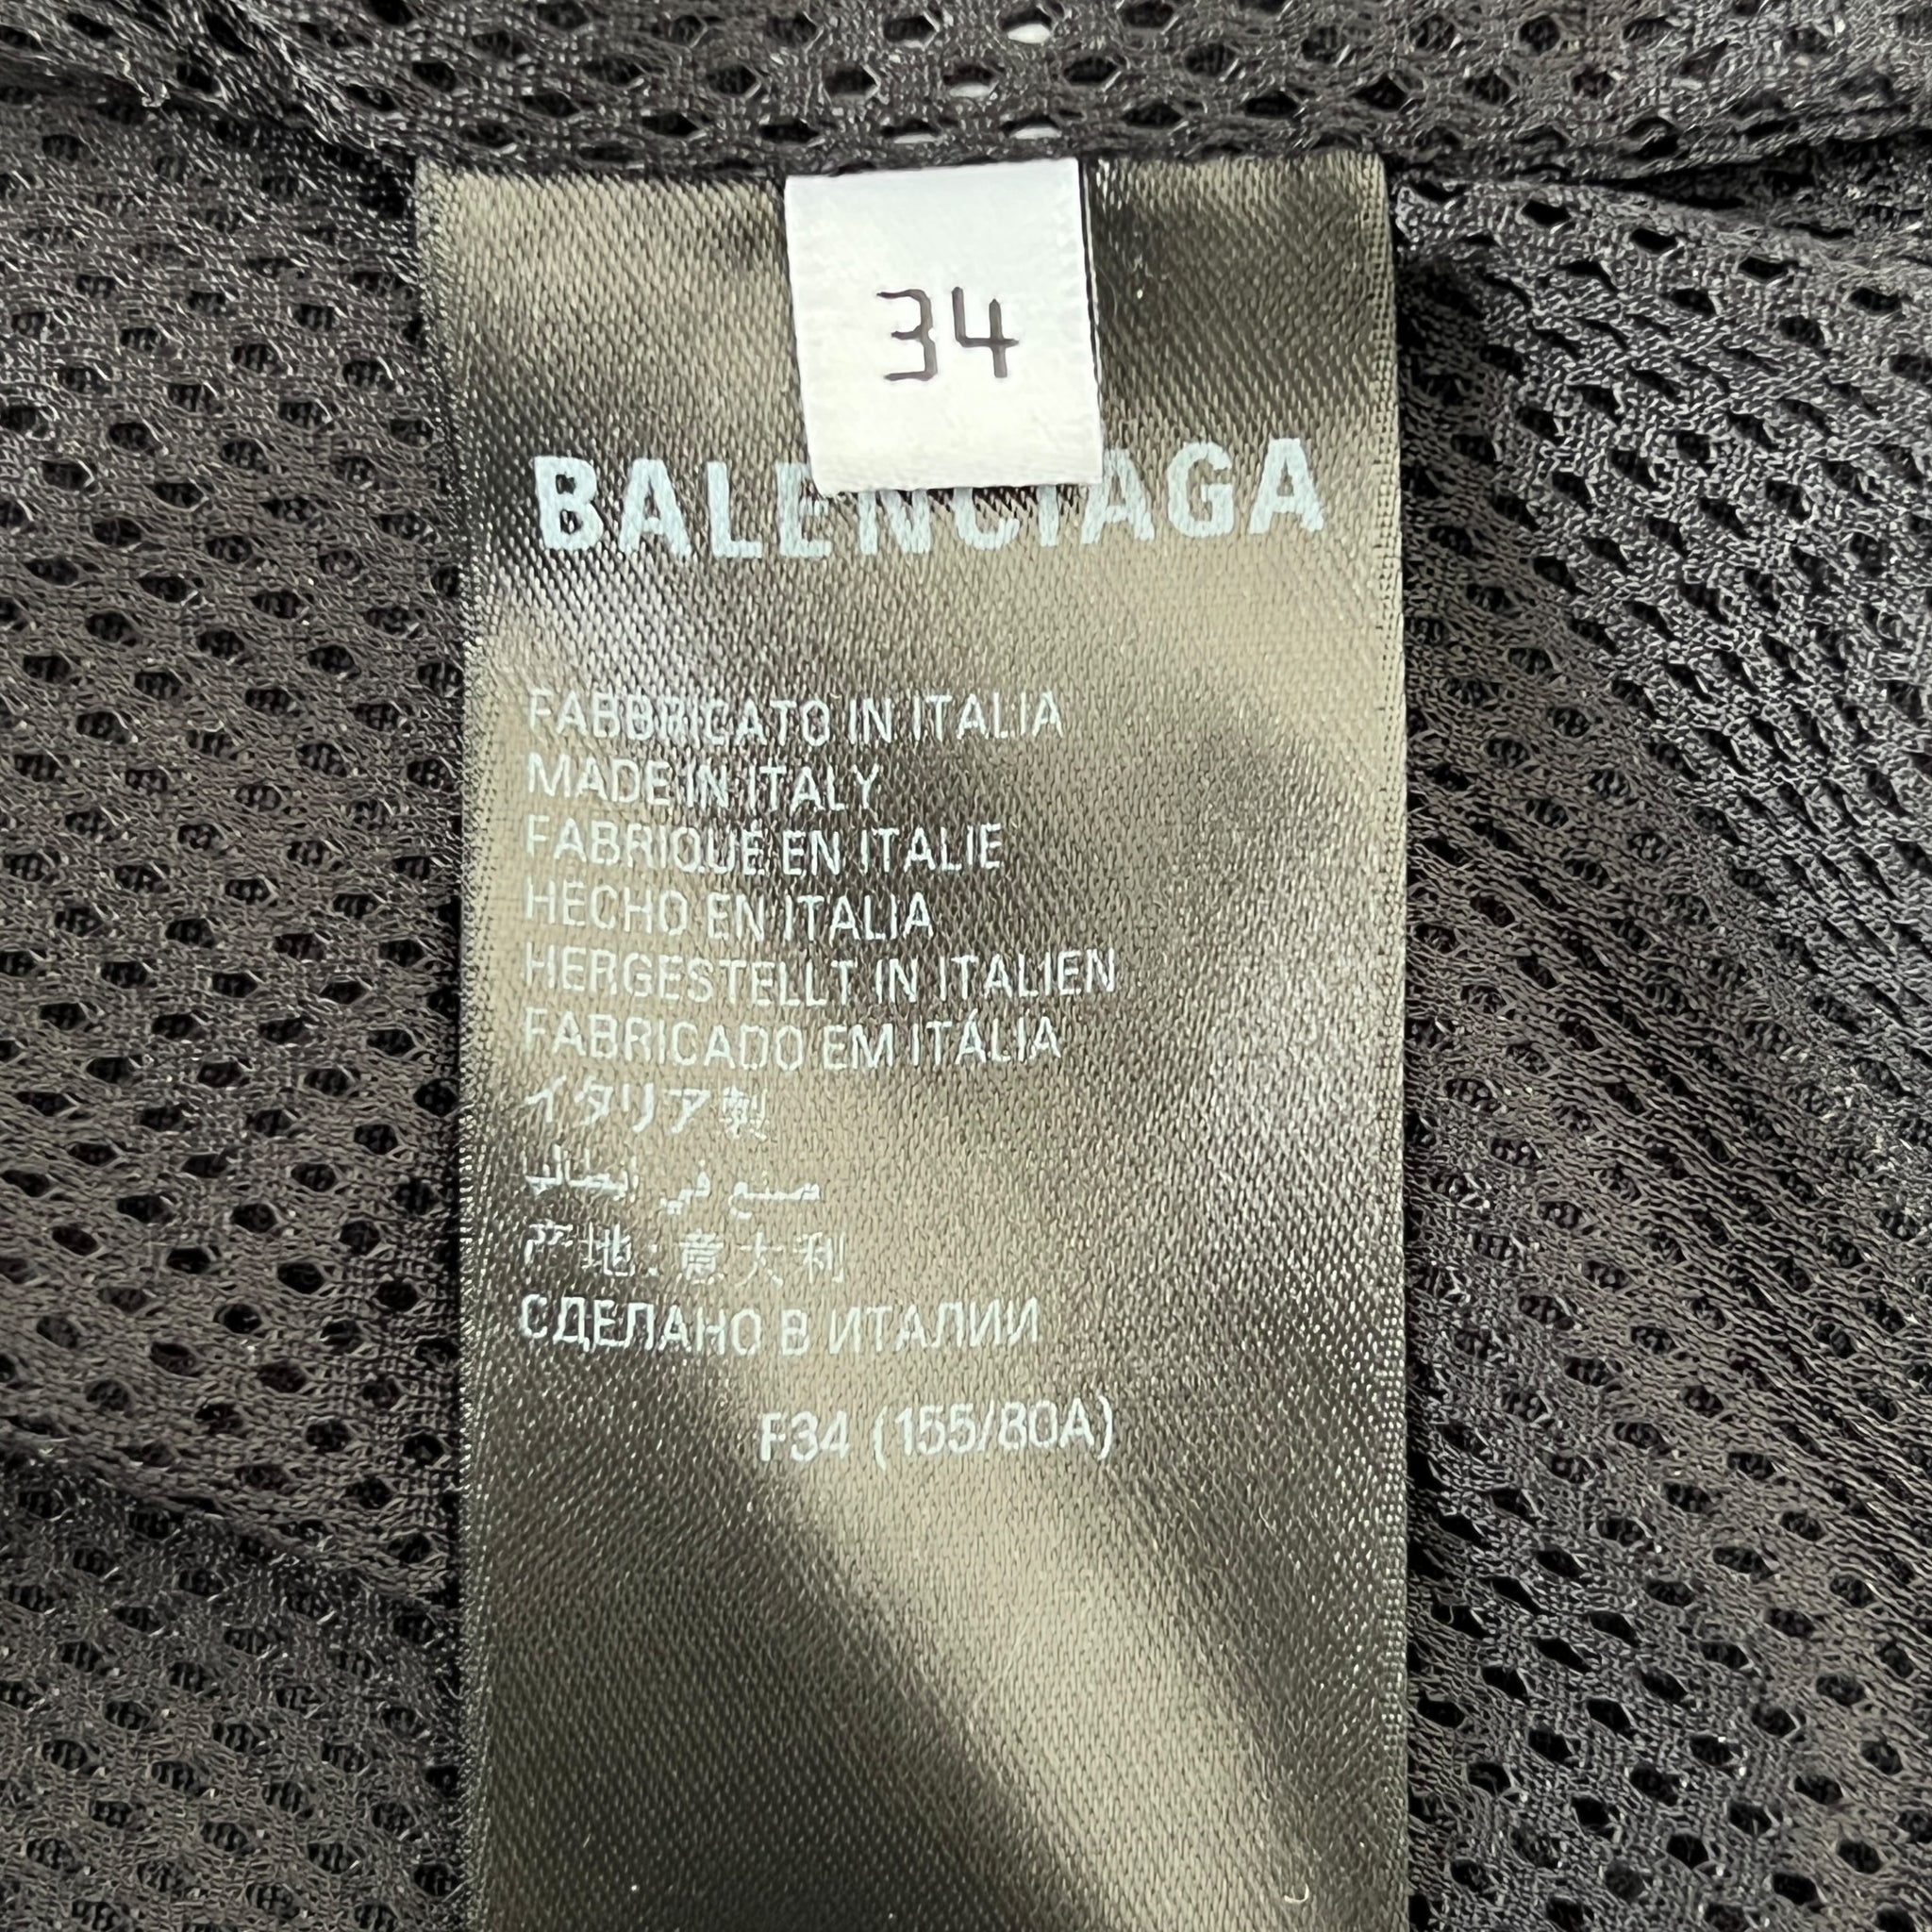 34
BALENCIAGA
FABBRICATO IN ITALIA
MADE IN ITALY
FABRIQUÉ EN ITALIE
HECHO EN ITALIA
HERGESTELLT IN ITALIEN
FABRICADO EM ITÁLIA
イタリア製
صنع في ايطاليا
产地:意大利
СДЕЛАНО В ИТАЛИИ
F34 (155/80A)